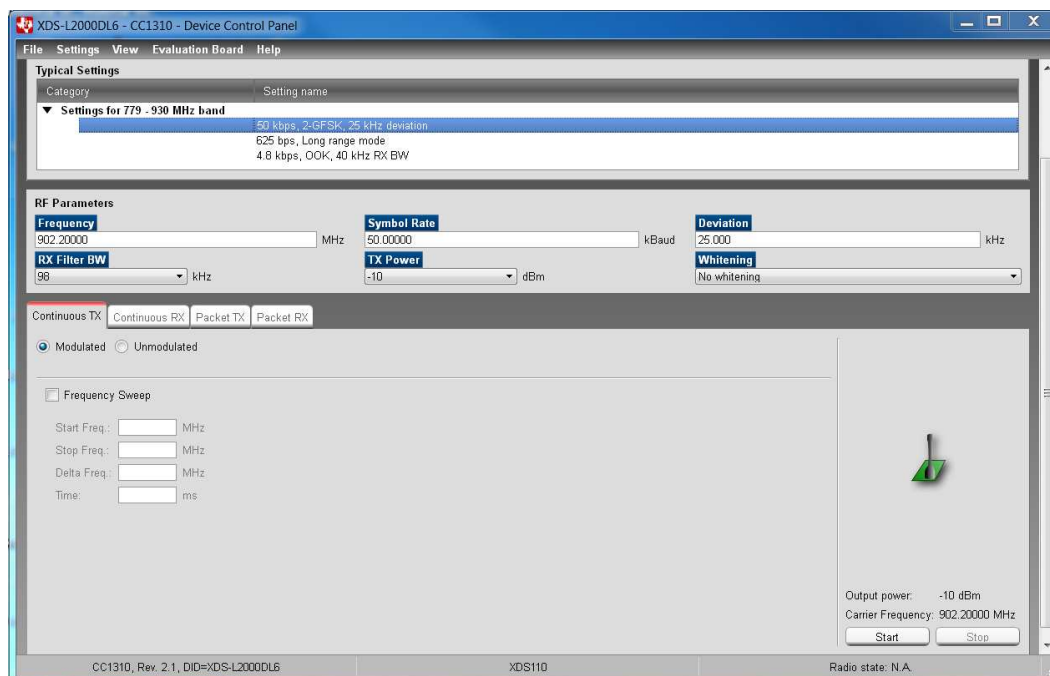 XDS-L2000DL6 - CC1310 - Device Control Panel
File Settings View Evaluation Board Help
Typical Settings
Category Setting name
Settings for 779 - 930 MHz band
50 kbps, 2-GFSK, 25 kHz deviation
625 bps, Long range mode
4.8 kbps, OOK, 40 kHz RX BW
RF Parameters
Frequency Symbol Rate Deviation
902.20000 MHz 50.00000 kBaud 25.000 kHz
RX Filter BW TX Power Whitening
98 kHz -10 dBm No whitening
Continuous TX Continuous RX Packet TX Packet RX
Modulated Unmodulated
Frequency Sweep
Start Freq.: MHz
Stop Freq.: MHz
Delta Freq.: MHz
Time: ms
Output power: -10 dBm
Carrier Frequency: 902.20000 MHz
Start Stop
CC1310, Rev. 2.1, DID=XDS-L2000DL6 XDS110 Radio state: N.A.